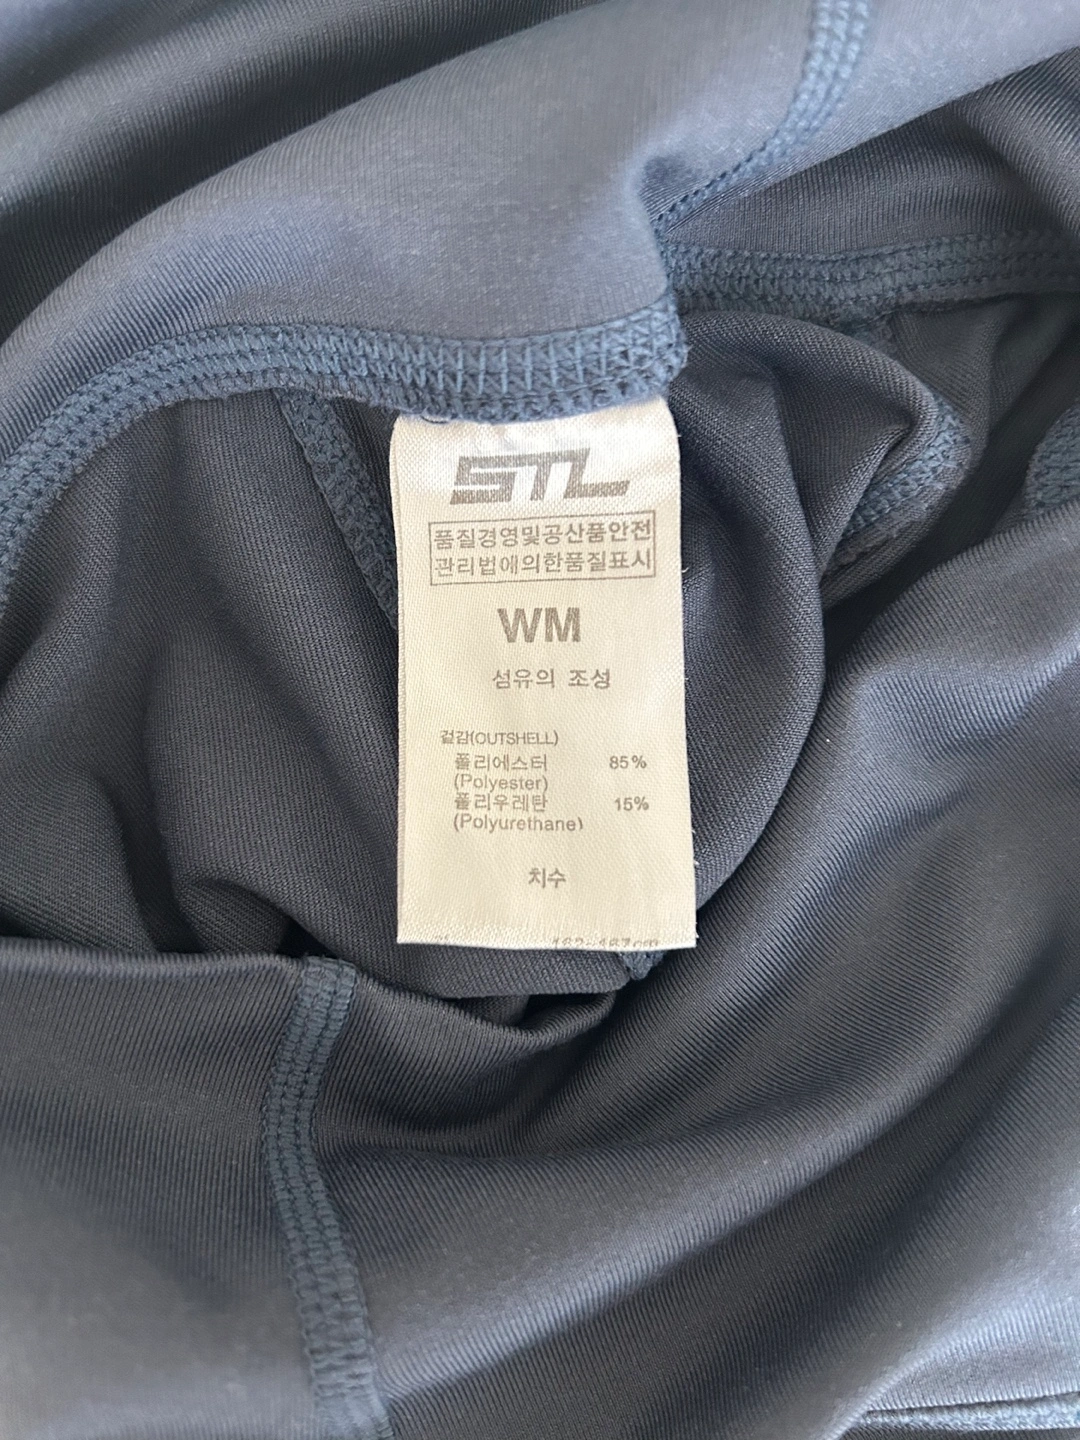 STL
품질경영및공산품안전
관리법에의한품질표시
WM
섬유의 조성
겉감(OUTSHELL)
폴리에스터 85%
(Polyester)
폴리우레탄 15%
(Polyurethane)
치수